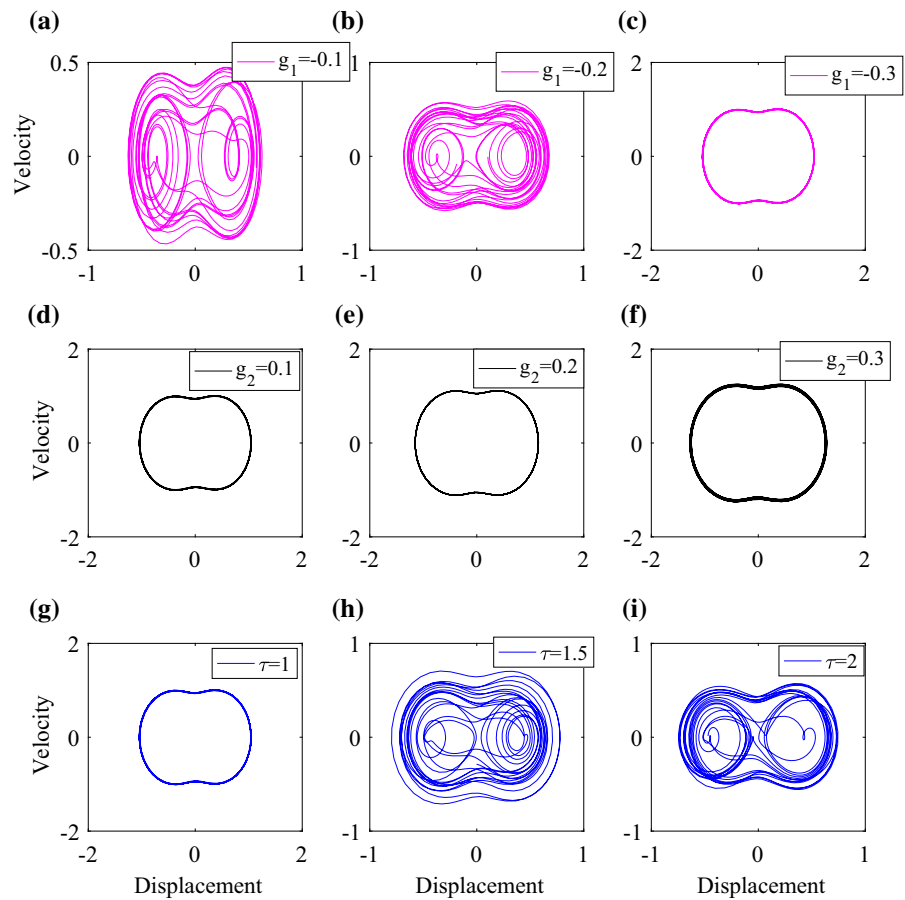 (a) (b) (c)
g1=-0.1 g1=-0.2 g1=-0.3
0.5 1 2
Velocity 0 0 0
-0.5 -1 -2
-1 0 1 -1 0 1 -2 0 2
(d) (e) (f)
g2=0.1 g2=0.2 g2=0.3
2 2 2
Velocity 0 0 0
-2 -2 -2
-2 0 2 -2 0 2 -2 0 2
(g) (h) (i)
τ=1 τ=1.5 τ=2
2 1 1
Velocity 0 0 0
-2 -1 -1
-2 0 2 -1 0 1 -1 0 1
Displacement Displacement Displacement